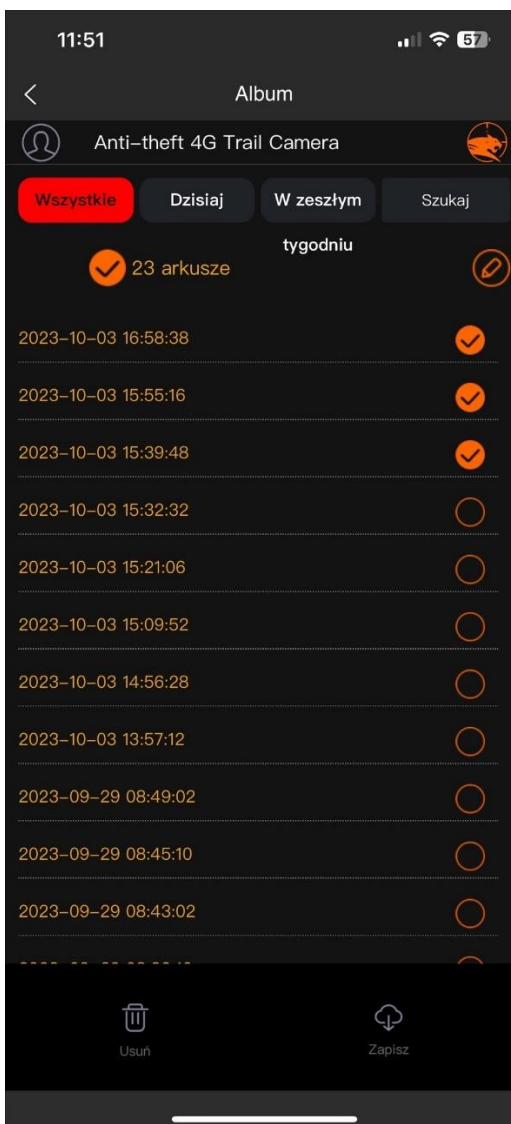 11:51
57
Album
Anti-theft 4G Trail Camera
Wszystkie
Dzisiaj
W zeszłym
tygodniu
Szukaj
23 arkusze
2023-10-03 16:58:38
2023-10-03 15:55:16
2023-10-03 15:39:48
2023-10-03 15:32:32
2023-10-03 15:21:06
2023-10-03 15:09:52
2023-10-03 14:56:28
2023-10-03 13:57:12
2023-09-29 08:49:02
2023-09-29 08:45:10
2023-09-29 08:43:02
Usuń
Zapisz